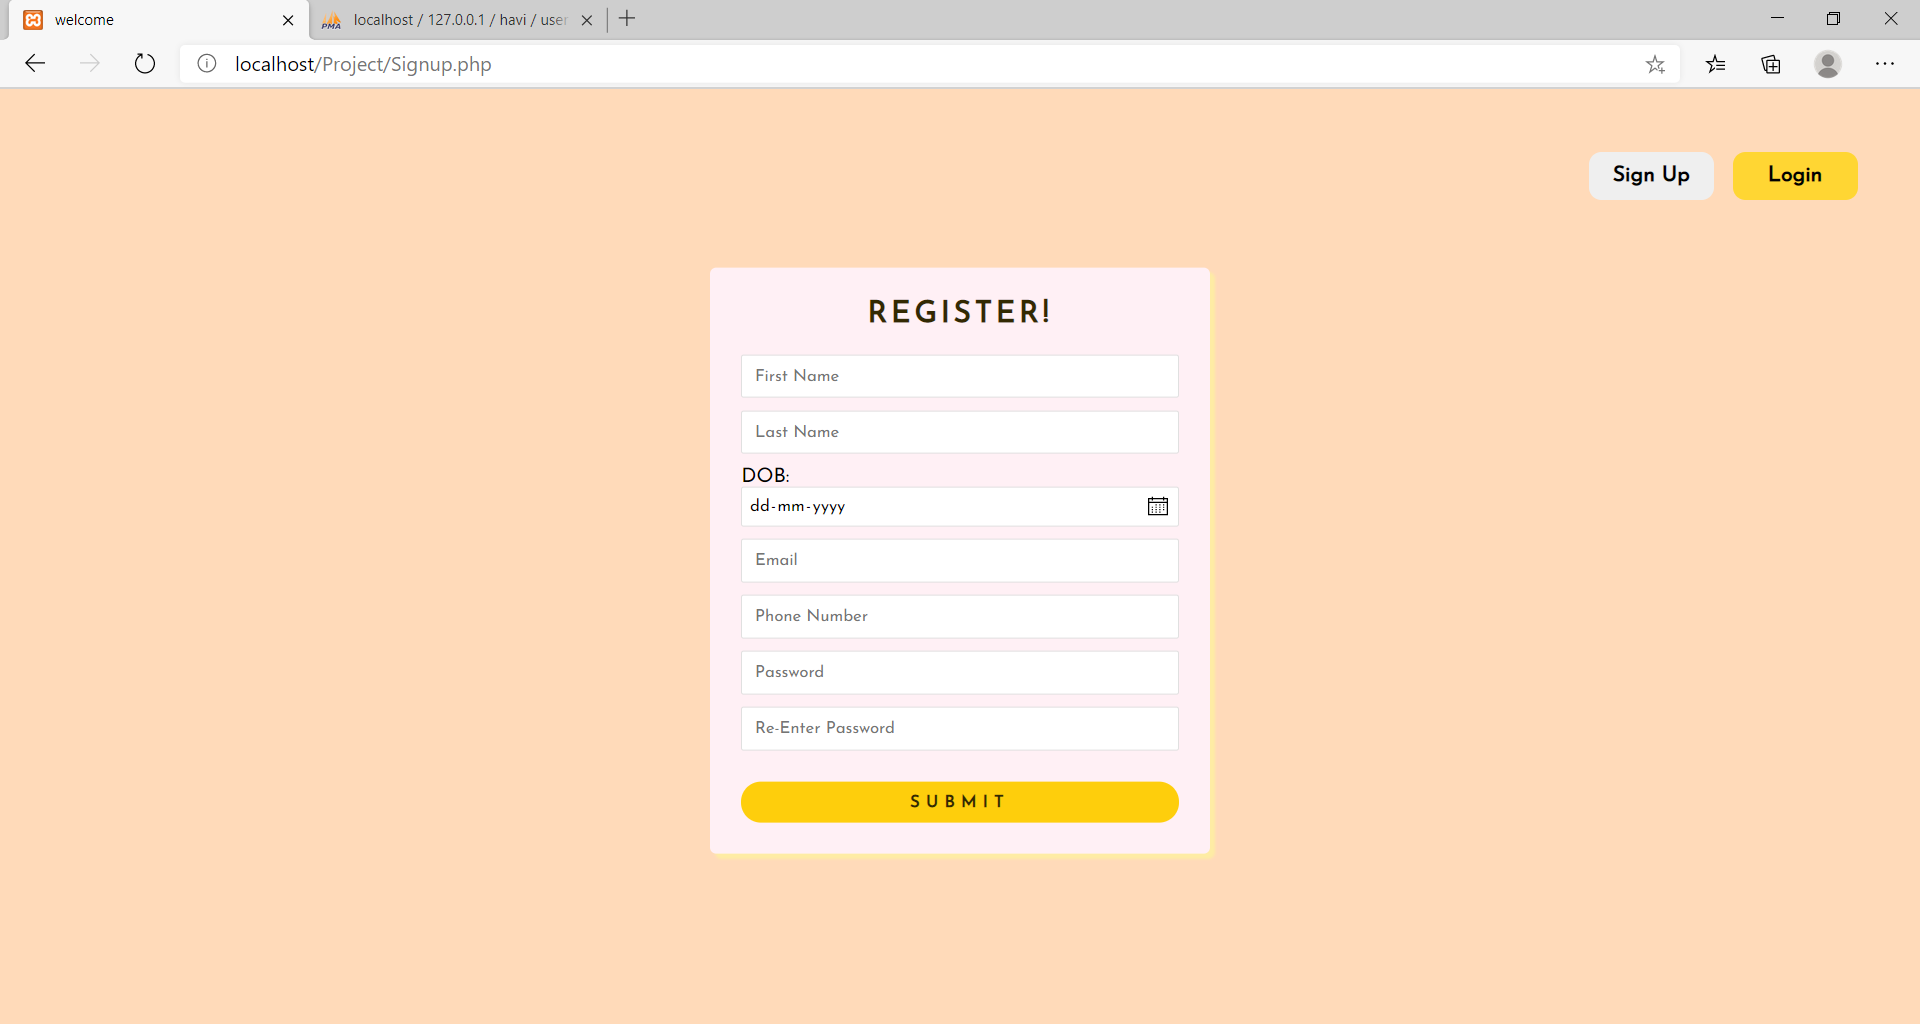 welcome
localhost / 127.0.0.1 / havi / user
localhost/Project/Signup.php
Sign Up
Login
REGISTER!
First Name
Last Name
DOB:
dd-mm-yyyy
Email
Phone Number
Password
Re-Enter Password
SUBMIT